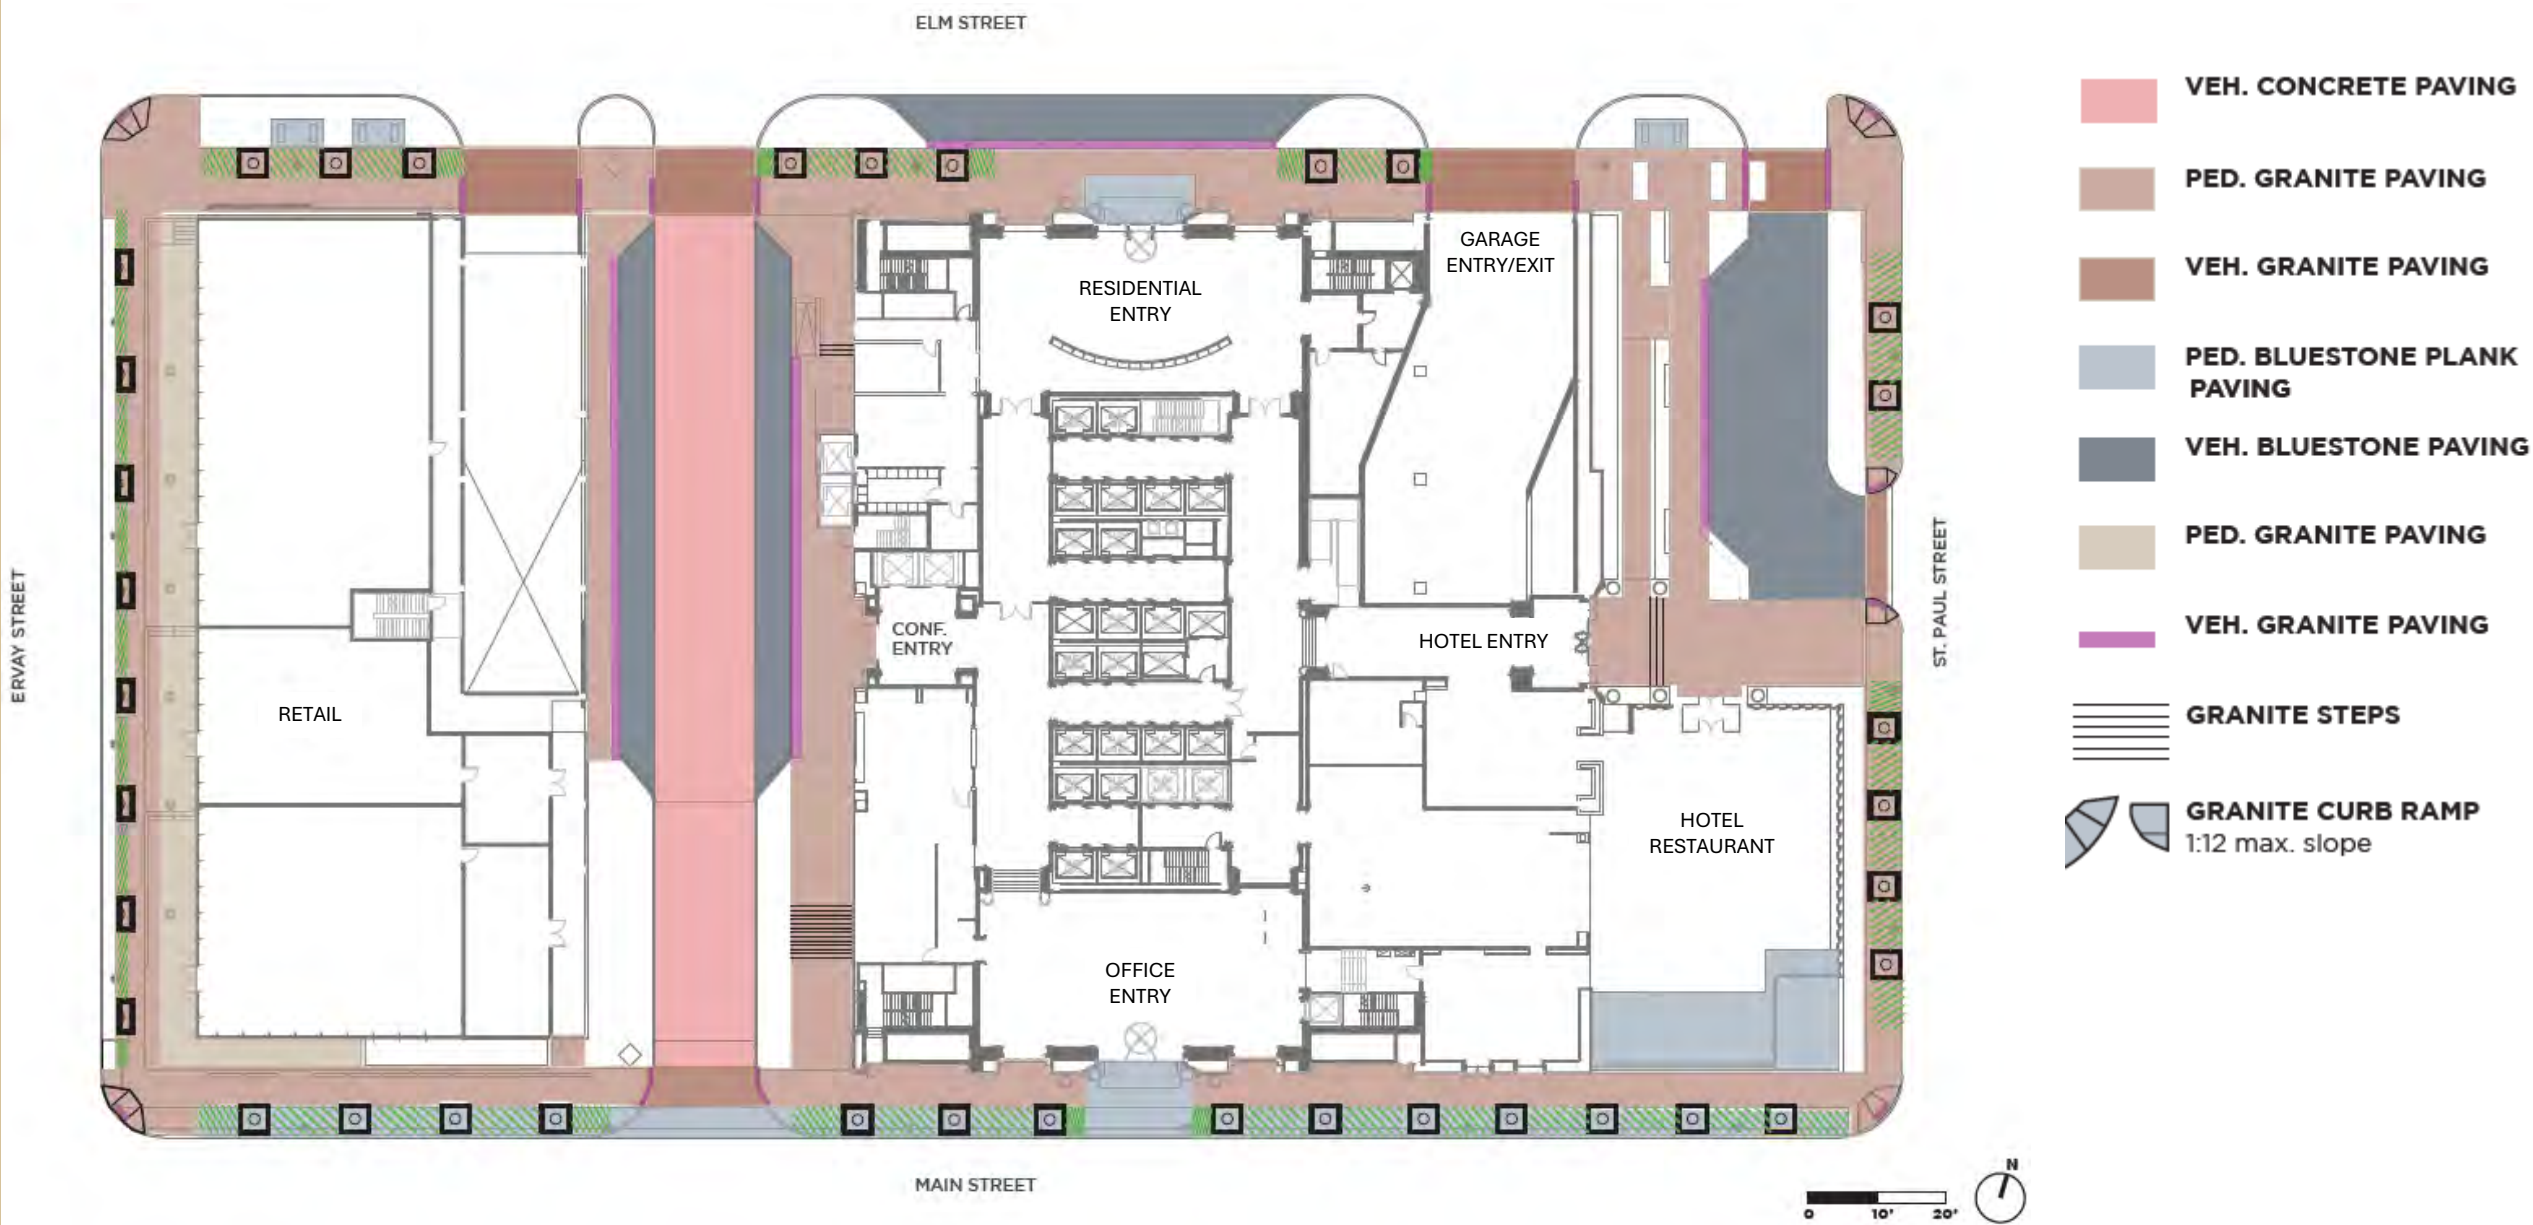 ELM STREET
VEH. CONCRETE PAVING
PED. GRANITE PAVING
VEH. GRANITE PAVING
PED. BLUESTONE PLANK
PAVING
VEH. BLUESTONE PAVING
PED. GRANITE PAVING
VEH. GRANITE PAVING
GRANITE STEPS
GRANITE CURB RAMP
1:12 max. slope
GARAGE
ENTRY/EXIT
RESIDENTIAL
ENTRY
CONF.
ENTRY
HOTEL ENTRY
ERVAY STREET
ST. PAUL STREET
RETAIL
HOTEL
RESTAURANT
OFFICE
ENTRY
MAIN STREET
N
0 10' 20'